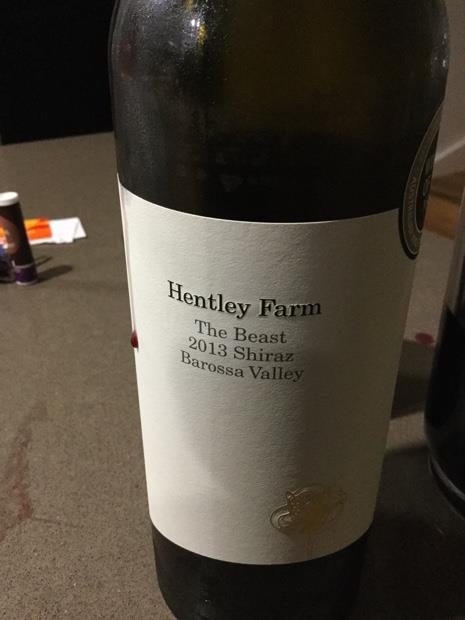 Hentley Farm
The Beast
2013 Shiraz
Barossa Valley